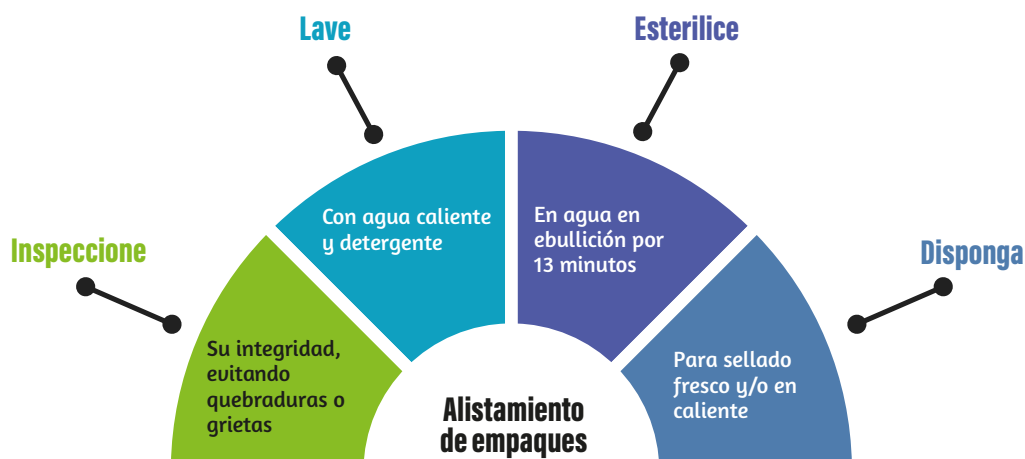 Lave
Esterilice
Inspeccione
Disponga
Con agua caliente
y detergente
En agua en
ebullición por
13 minutos
Su integridad,
evitando
quebraduras o
grietas
Para sellado
fresco y/o en
caliente
Alistamiento
de empaques